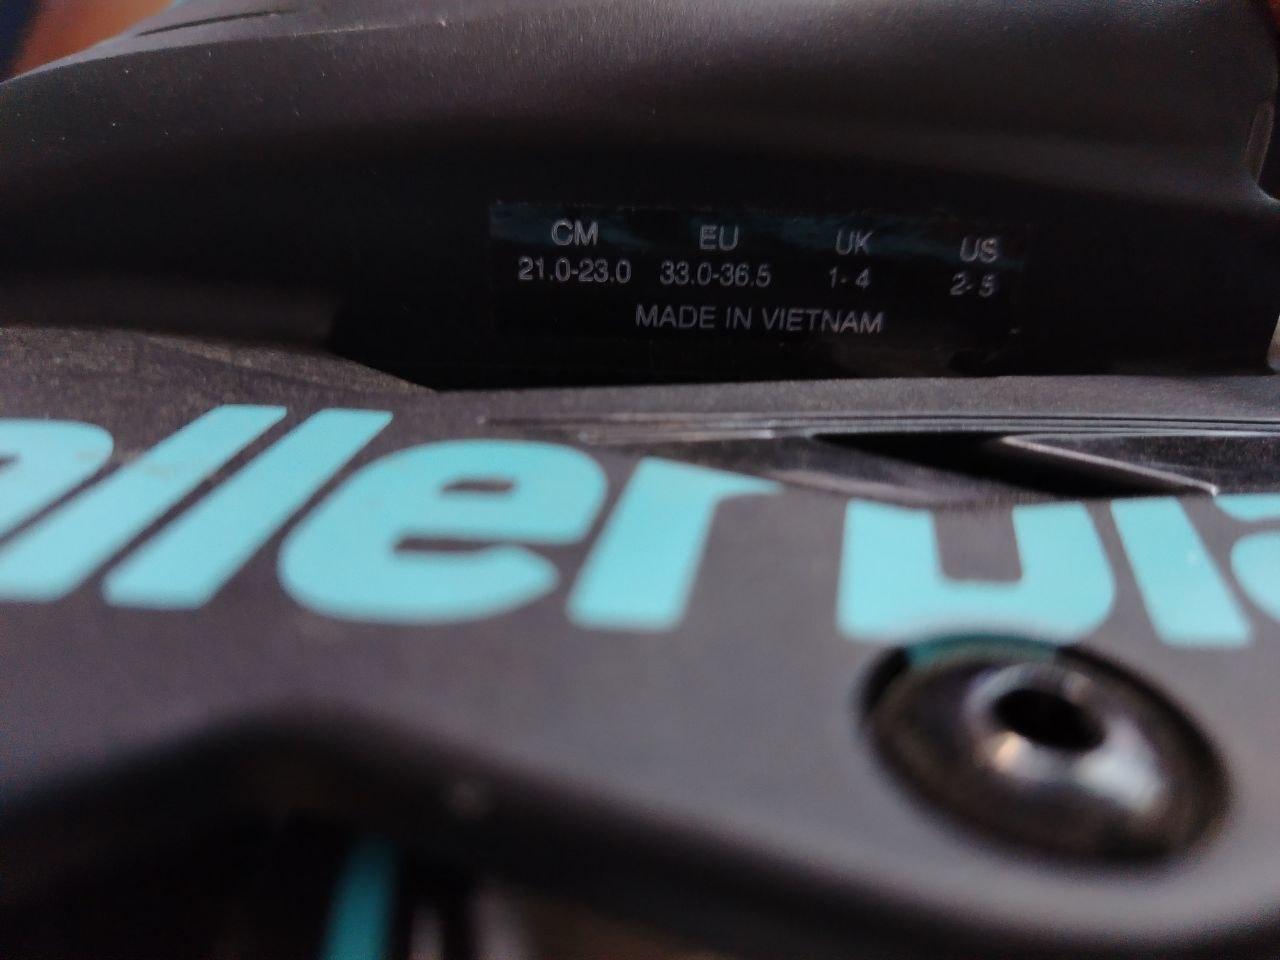 CM EU UK US
21.0-23.0 33.0-36.5 1-4 2-5
MADE IN VIETNAM
ollerbla